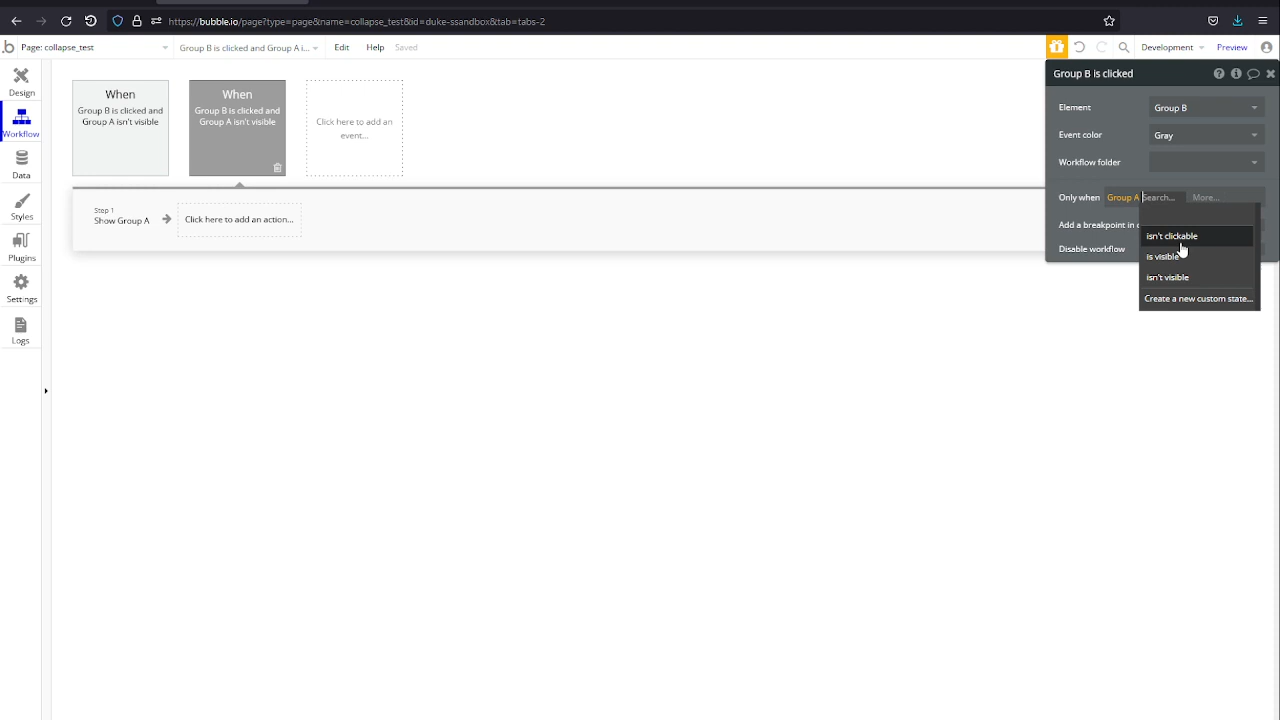 https://bubble.io/page?type=page&name=collapse_test&id=duke-ssandbox&tab=tabs-2
b Page: collapse_test Group B is clicked and Group A i... Edit Help Saved Development Preview
Design
Workflow
Data
Styles
Plugins
Settings
Logs
When
Group B is clicked and
Group A isn't visible
When
Group B is clicked and
Group A isn't visible
Click here to add an
event...
Step 1
Show Group A
Click here to add an action...
Group B is clicked
Element Group B
Event color Gray
Workflow folder
Only when Group A Search... More...
Add a breakpoint in d
Disable workflow
isn't clickable
is visible
isn't visible
Create a new custom state...